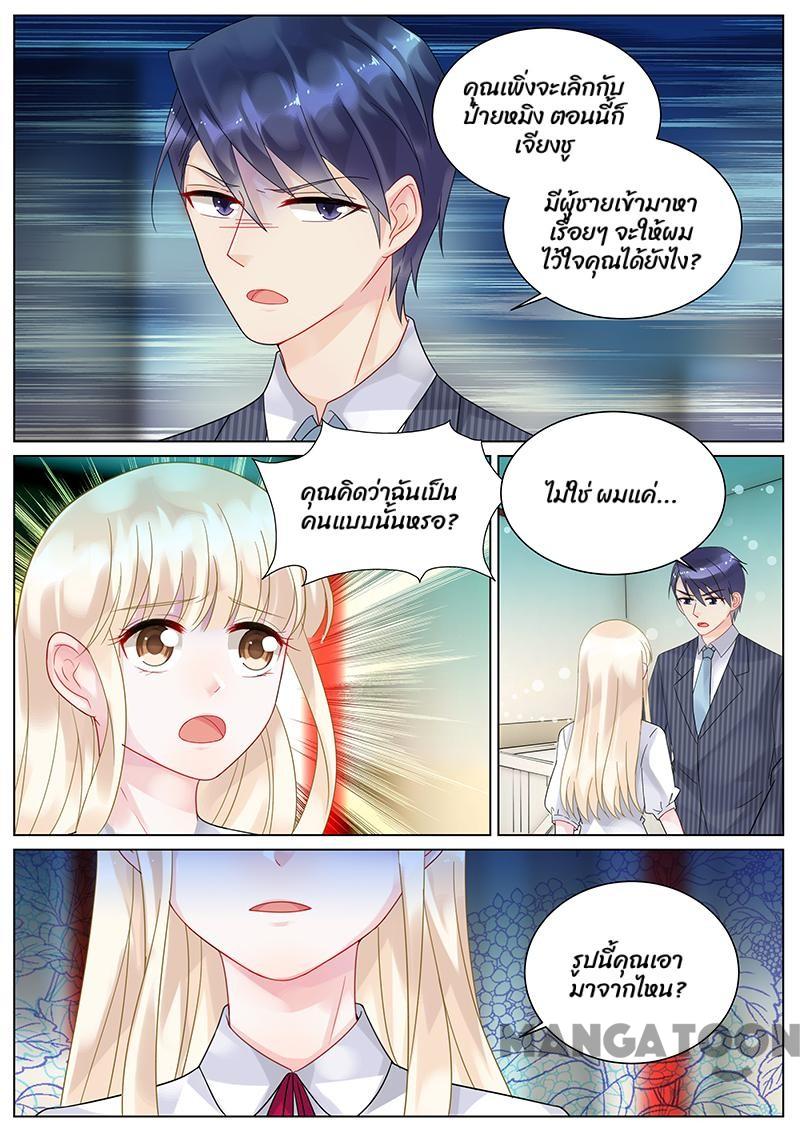 คุณเพิ่งจะเลิกกับ
ป๋ายหมิง ตอนนี้ก็
เจียงชู
มีผู้ชายเข้ามาหา
เรื่อยๆ จะให้ผม
ไว้ใจคุณได้ยังไง?
คุณคิดว่าฉันเป็น
คนแบบนั้นหรอ?
ไม่ใช่ ผมแค่...
รูปนี้คุณเอา
มาจากไหน?
MANGATOON